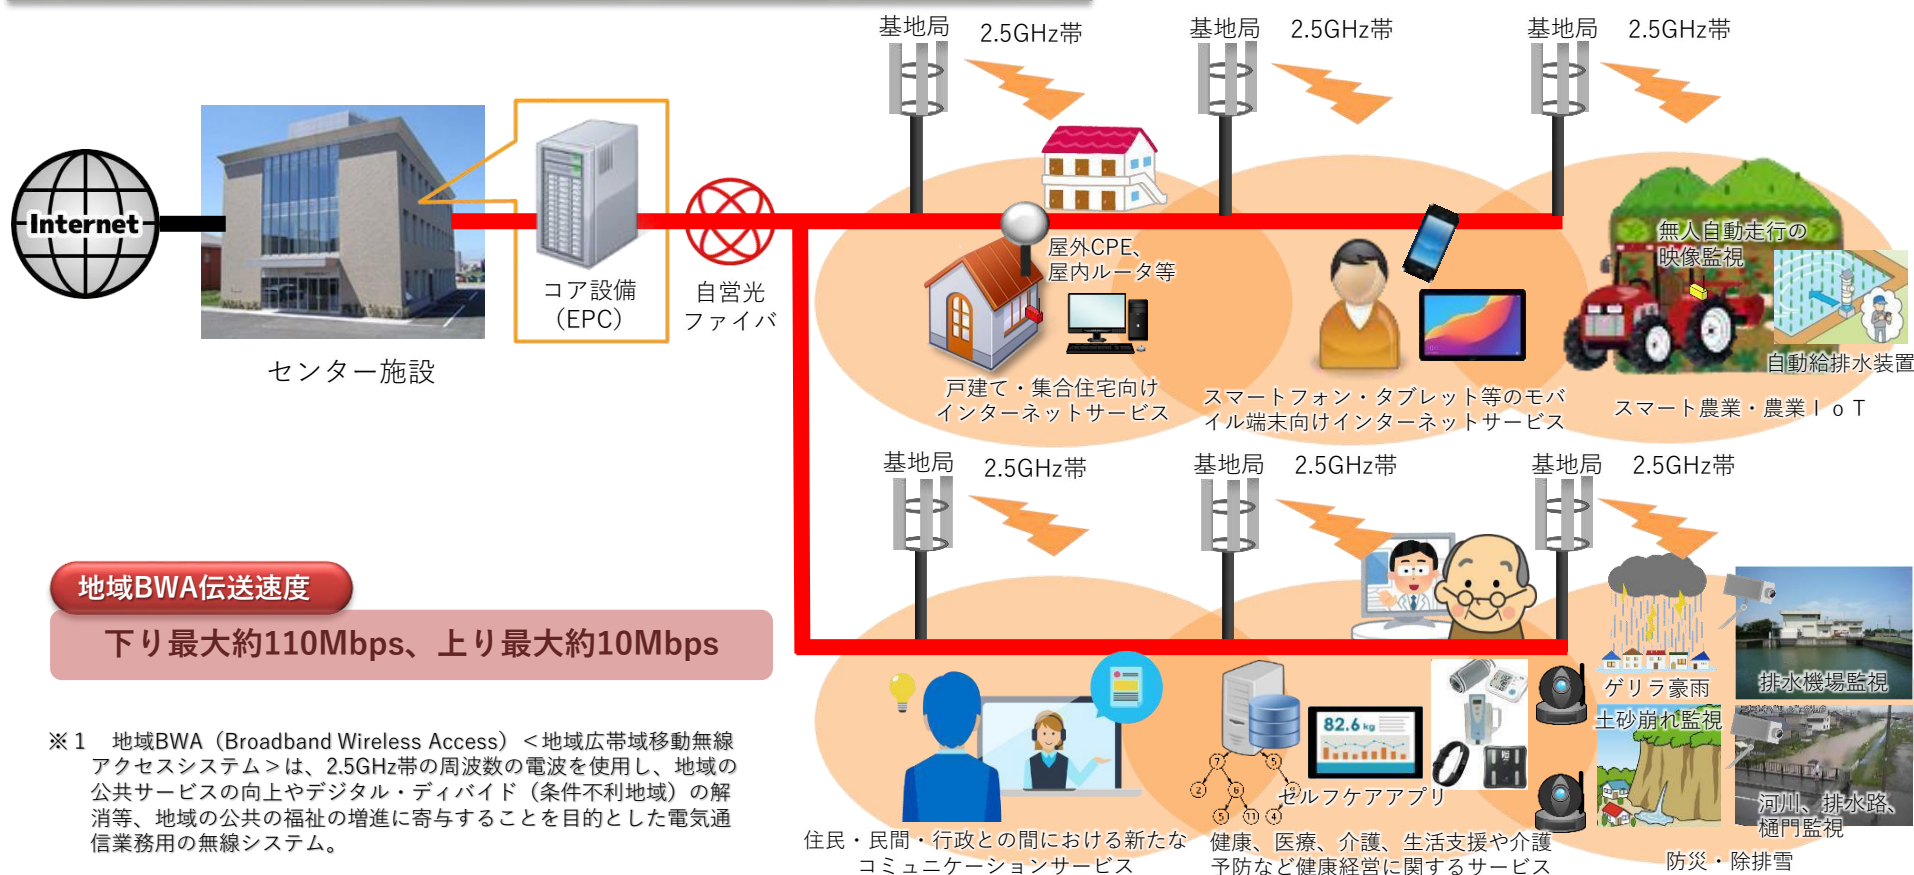 基地局
2.5GHz帯
基地局
2.5GHz帯
基地局
2.5GHz帯
Internet
コア設備
（EPC）
自営光
ファイバ
センター施設
屋外CPE、
屋内ルータ等
戸建て・集合住宅向け
インターネットサービス
スマートフォン・タブレット等のモバ
イル端末向けインターネットサービス
無人自動走行の
映像監視
自動給排水装置
スマート農業・農業ＩｏＴ
基地局
2.5GHz帯
基地局
2.5GHz帯
基地局
2.5GHz帯
地域BWA伝送速度
下り最大約110Mbps、上り最大約10Mbps
※１　地域BWA（Broadband Wireless Access）＜地域広帯域移動無線
アクセスシステム＞は、2.5GHz帯の周波数の電波を使用し、地域の
公共サービスの向上やデジタル・ディバイド（条件不利地域）の解
消等、地域の公共の福祉の増進に寄与することを目的とした電気通
信業務用の無線システム。
住民・民間・行政との間における新たな
コミュニケーションサービス
82.6 kg
7
5
2
6
5
11
4
セルフケアアプリ
健康、医療、介護、生活支援や介護
予防など健康経営に関するサービス
ゲリラ豪雨
排水機場監視
土砂崩れ監視
河川、排水路、
樋門監視
防災・除排雪